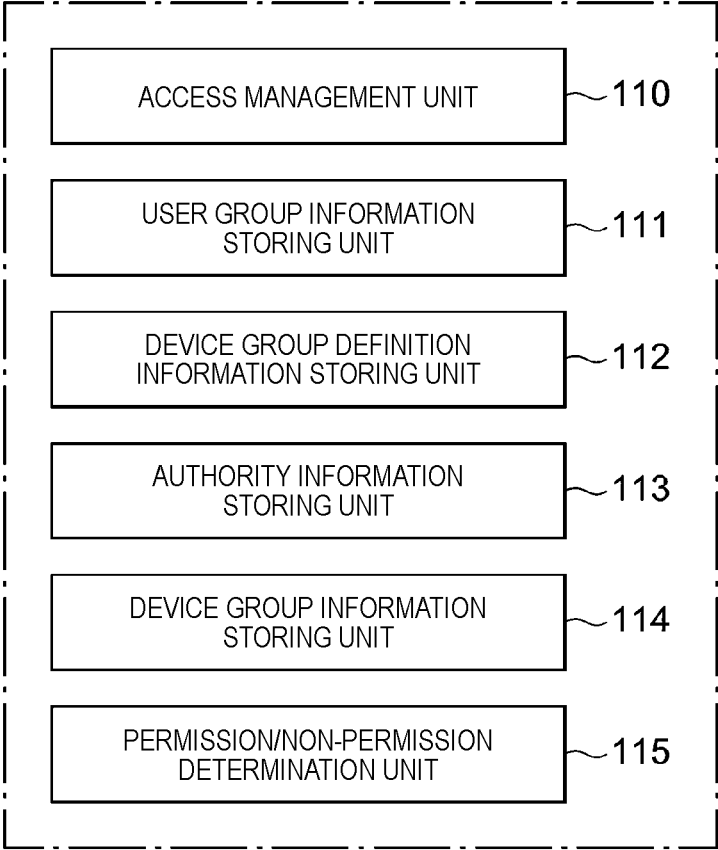 ACCESS MANAGEMENT UNIT
110
USER GROUP INFORMATION
STORING UNIT
111
DEVICE GROUP DEFINITION
INFORMATION STORING UNIT
112
AUTHORITY INFORMATION
STORING UNIT
113
DEVICE GROUP INFORMATION
STORING UNIT
114
PERMISSION/NON-PERMISSION
DETERMINATION UNIT
115